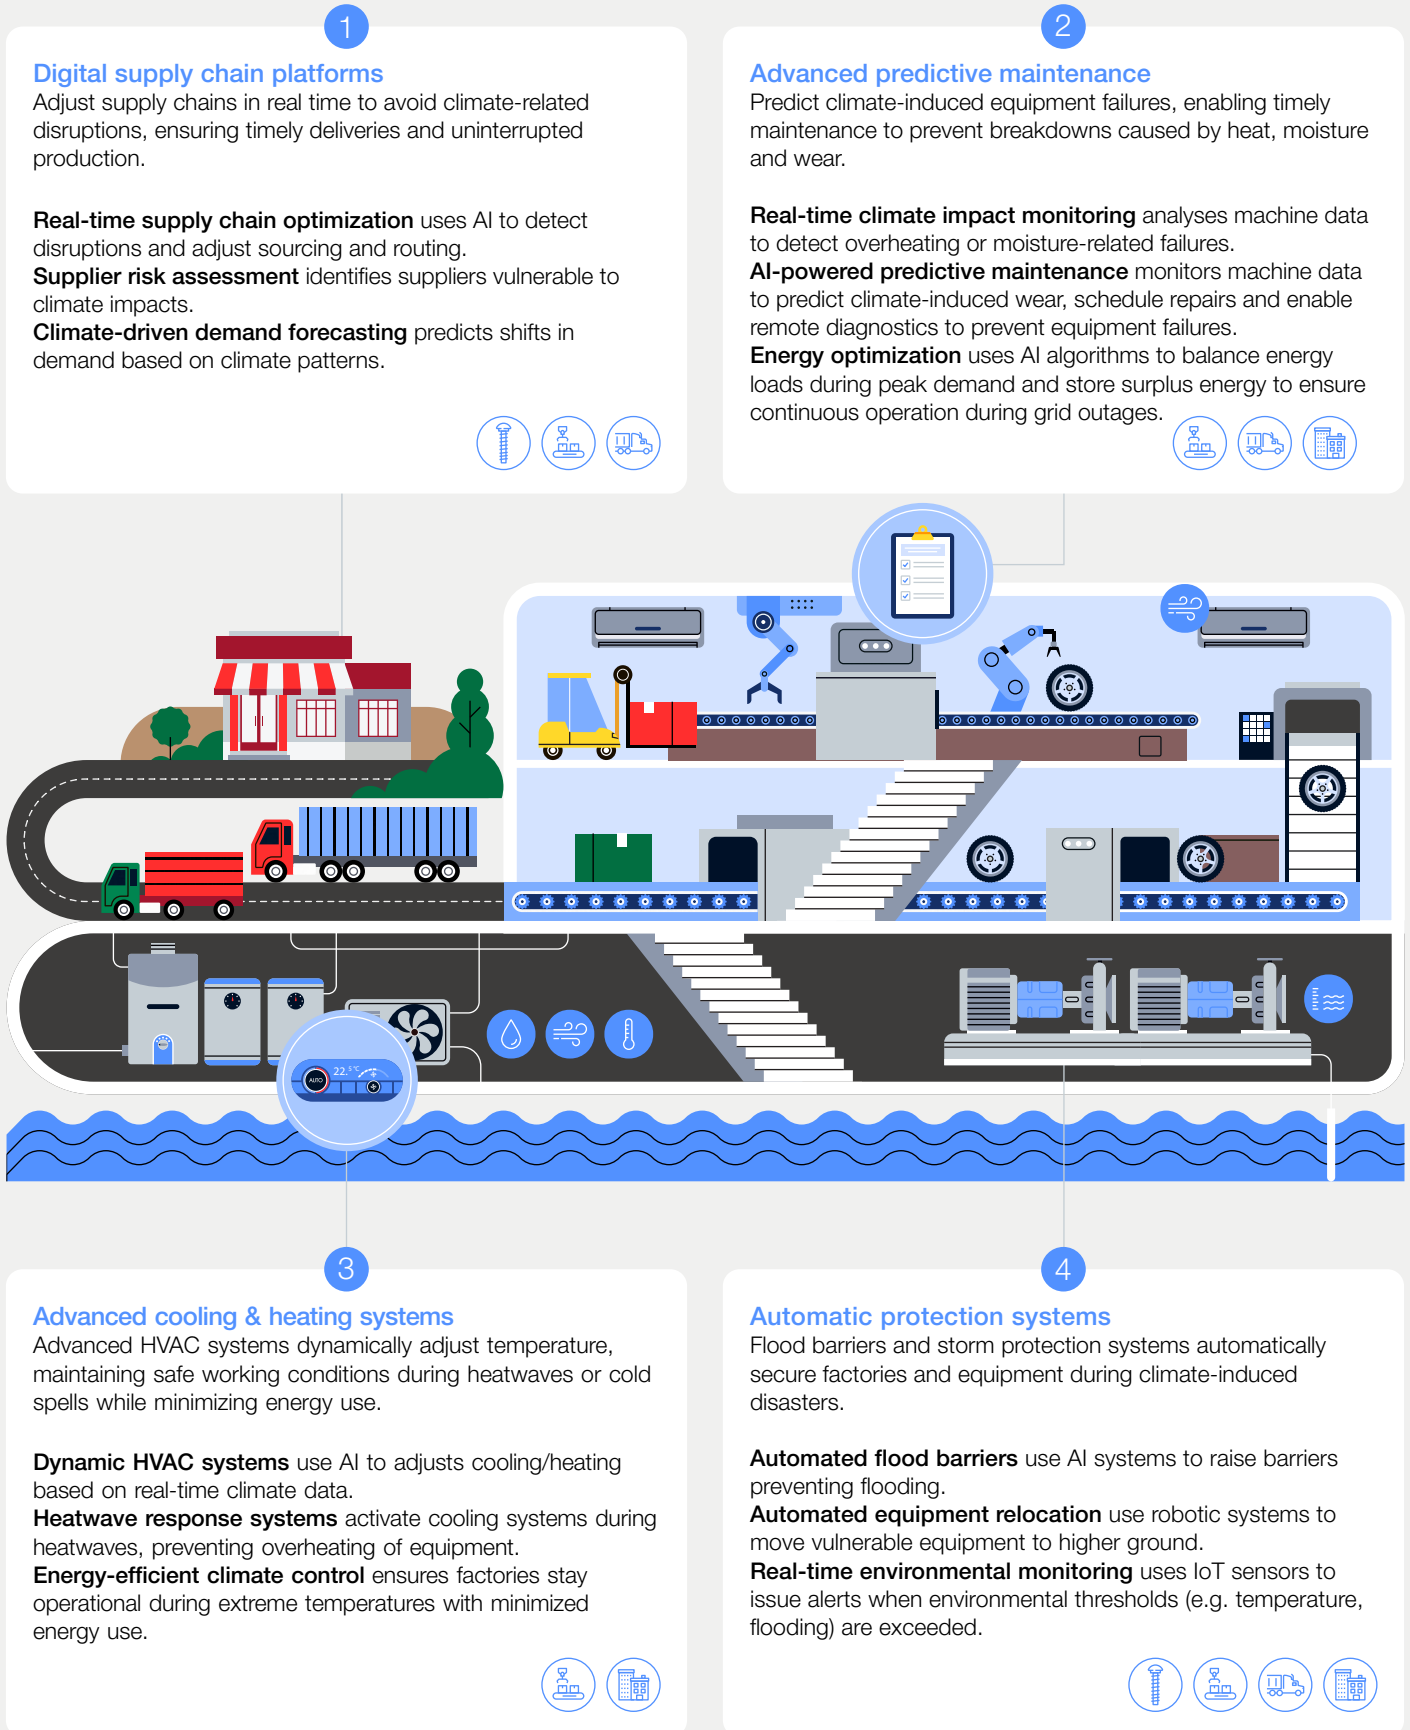 1
Digital supply chain platforms
Adjust supply chains in real time to avoid climate-related
disruptions, ensuring timely deliveries and uninterrupted
production.
Real-time supply chain optimization uses AI to detect
disruptions and adjust sourcing and routing.
Supplier risk assessment identifies suppliers vulnerable to
climate impacts.
Climate-driven demand forecasting predicts shifts in
demand based on climate patterns.
2
Advanced predictive maintenance
Predict climate-induced equipment failures, enabling timely
maintenance to prevent breakdowns caused by heat, moisture
and wear.
Real-time climate impact monitoring analyses machine data
to detect overheating or moisture-related failures.
AI-powered predictive maintenance monitors machine data
to predict climate-induced wear, schedule repairs and enable
remote diagnostics to prevent equipment failures.
Energy optimization uses AI algorithms to balance energy
loads during peak demand and store surplus energy to ensure
continuous operation during grid outages.
AUTO
22.5 °C
3
Advanced cooling & heating systems
Advanced HVAC systems dynamically adjust temperature,
maintaining safe working conditions during heatwaves or cold
spells while minimizing energy use.
Dynamic HVAC systems use AI to adjusts cooling/heating
based on real-time climate data.
Heatwave response systems activate cooling systems during
heatwaves, preventing overheating of equipment.
Energy-efficient climate control ensures factories stay
operational during extreme temperatures with minimized
energy use.
4
Automatic protection systems
Flood barriers and storm protection systems automatically
secure factories and equipment during climate-induced
disasters.
Automated flood barriers use AI systems to raise barriers
preventing flooding.
Automated equipment relocation use robotic systems to
move vulnerable equipment to higher ground.
Real-time environmental monitoring uses IoT sensors to
issue alerts when environmental thresholds (e.g. temperature,
flooding) are exceeded.